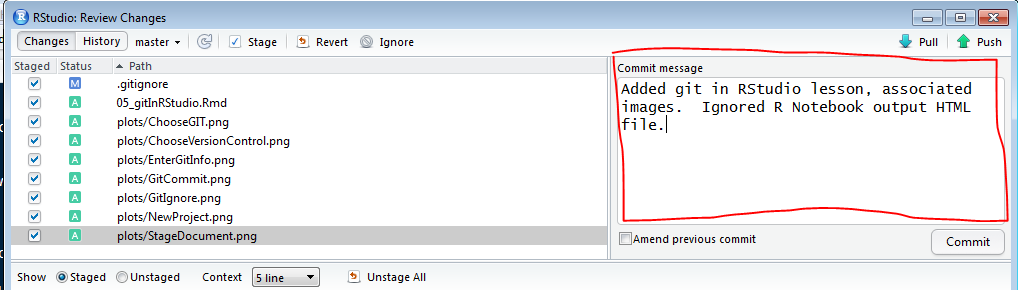 RStudio: Review Changes
Changes History master Stage Revert Ignore Pull Push
Staged Status Path
M .gitignore
A 05_gitInRStudio.Rmd
A plots/ChooseGIT.png
A plots/ChooseVersionControl.png
A plots/EnterGitInfo.png
A plots/GitCommit.png
A plots/GitIgnore.png
A plots/NewProject.png
A plots/StageDocument.png
Commit message
Added git in RStudio lesson, associated
images.  Ignored R Notebook output HTML
file.
Amend previous commit Commit
Show Staged Unstaged Context 5 line Unstage All